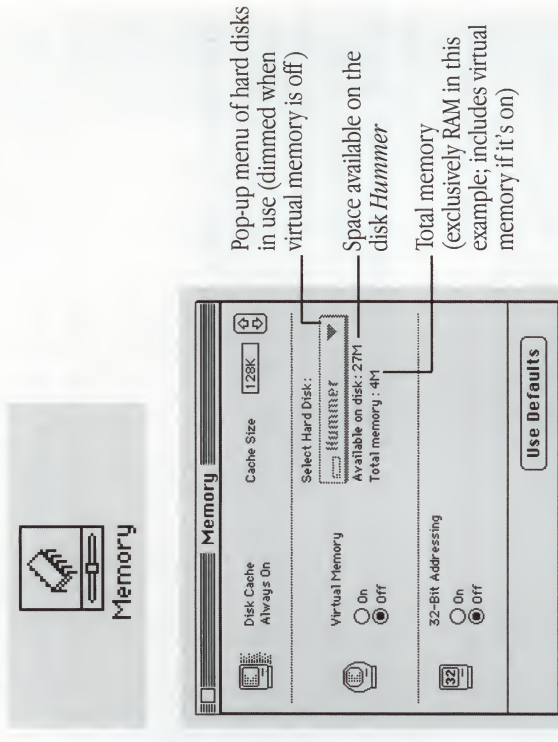 Memory
Memory
Disk Cache
Always On
Cache Size
128K
Virtual Memory
On
Off
Select Hard Disk:
Hummer
Available on disk : 27M
Total memory : 4M
32-Bit Addressing
32
On
Off
Use Defaults
Pop-up menu of hard disks
in use (dimmed when
virtual memory is off)
Space available on the
disk Hummer
Total memory
(exclusively RAM in this
example; includes virtual
memory if it's on)